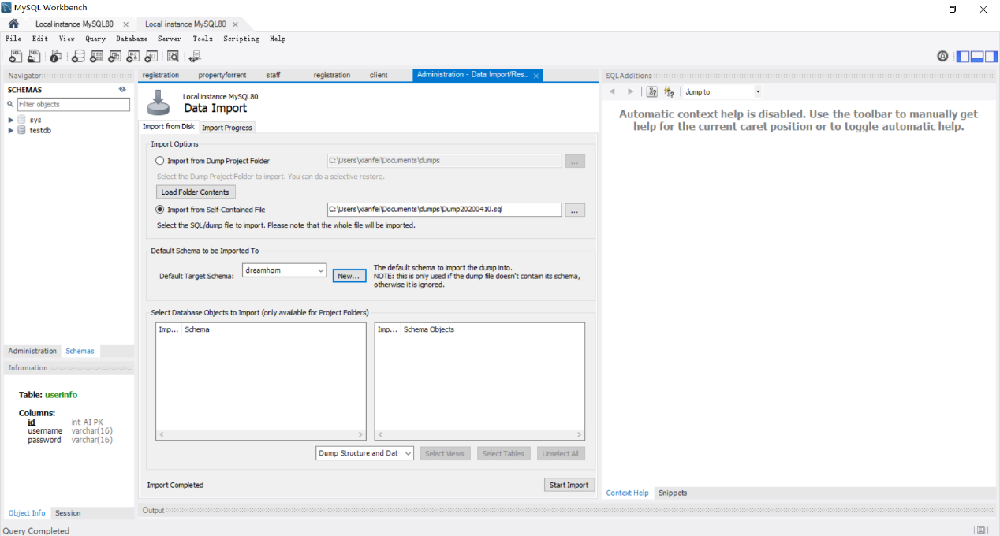 MySQL Workbench
Local instance MySQL80
Local instance MySQL80
File Edit View Query Database Server Tools Scripting Help
Navigator
SCHEMAS
Filter objects
sys
testdb
Administration Schemas
Information
Table: userinfo
Columns:
id int AI PK
username varchar(16)
password varchar(16)
Object Info Session
registration propertyforrent staff registration client Administration - Data Import/Res...
Local instance MySQL80
Data Import
Import from Disk Import Progress
Import Options
Import from Dump Project Folder C:\Users\xianfei\Documents\dumps ...
Select the Dump Project Folder to import. You can do a selective restore.
Load Folder Contents
Import from Self-Contained File C:\Users\xianfei\Documents\dumps\Dump20200410.sql ...
Select the SQL/dump file to import. Please note that the whole file will be imported.
Default Schema to be Imported To
Default Target Schema: dreamhom New...
The default schema to import the dump into.
NOTE: this is only used if the dump file doesn't contain its schema,
otherwise it is ignored.
Select Database Objects to Import (only available for Project Folders)
Imp... Schema
Imp... Schema Objects
Dump Structure and Dat Select Views Select Tables Unselect All
Import Completed Start Import
Output
SQLAdditions
Jump to
Automatic context help is disabled. Use the toolbar to manually get
help for the current caret position or to toggle automatic help.
Context Help Snippets
Query Completed